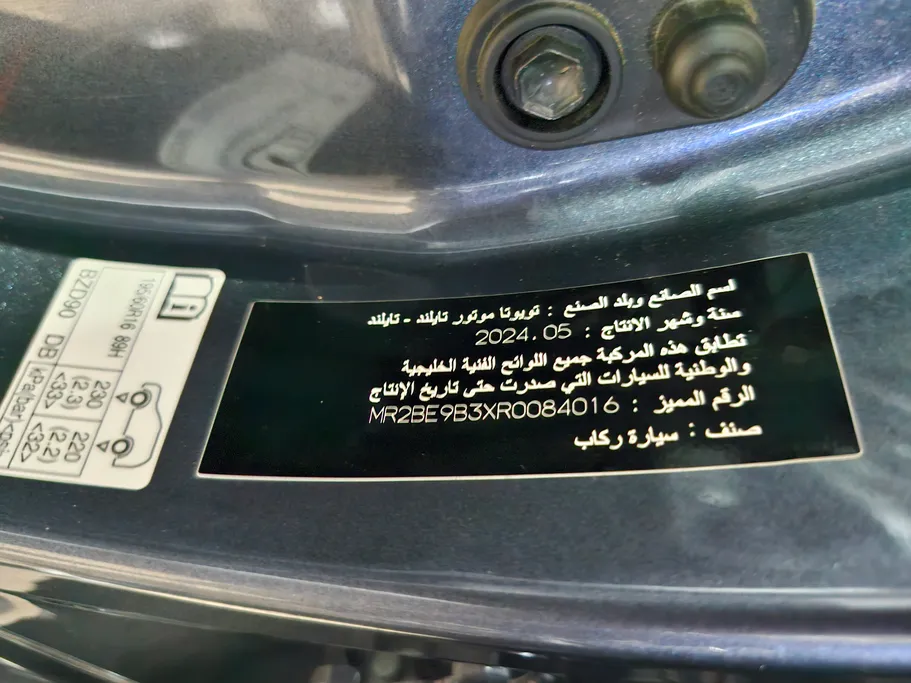 اسم الصانع وبلد الصنع : تويوتا موتور تايلند - تايلند
سنة وشهر الانتاج : 2024.05
تطابق هذه المركبة جميع اللوائح الفنية الخليجية
والوطنية للسيارات التي صدرت حتى تاريخ الإنتاج
الرقم المميز : MR2BE9B3XR0084016
صنف : سيارة ركاب
195/60R16 89H
BZD90 DB
kPa(bar)<psi>
230
(2.3)
<33>
220
(2.2)
<32>